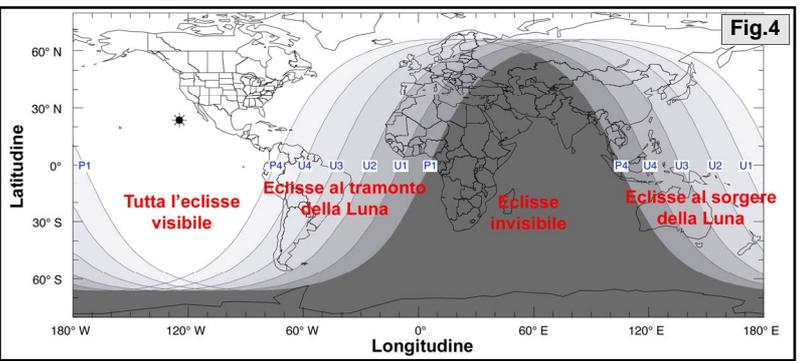 Fig.4
60° N
30° N
0°
30° S
60° S
Latitudine
P1 P4 U4 U3 U2 U1 P1 P4 U4 U3 U2 U1
Tutta l'eclisse
visibile
Eclisse al tramonto
della Luna
Eclisse
invisibile
Eclisse al sorgere
della Luna
180° W 120° W 60° W 0° 60° E 120° E 180° E
Longitudine